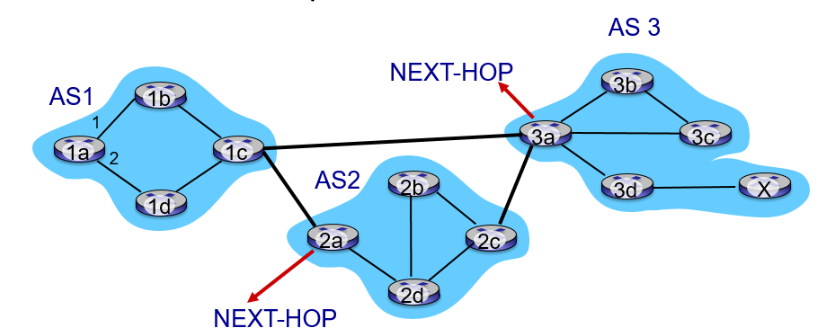 AS 3
NEXT-HOP
3b
AS1
1b
1
3a
3c
1a
2
1c
AS2
2b
3d
X
1d
2a
2c
2d
NEXT-HOP